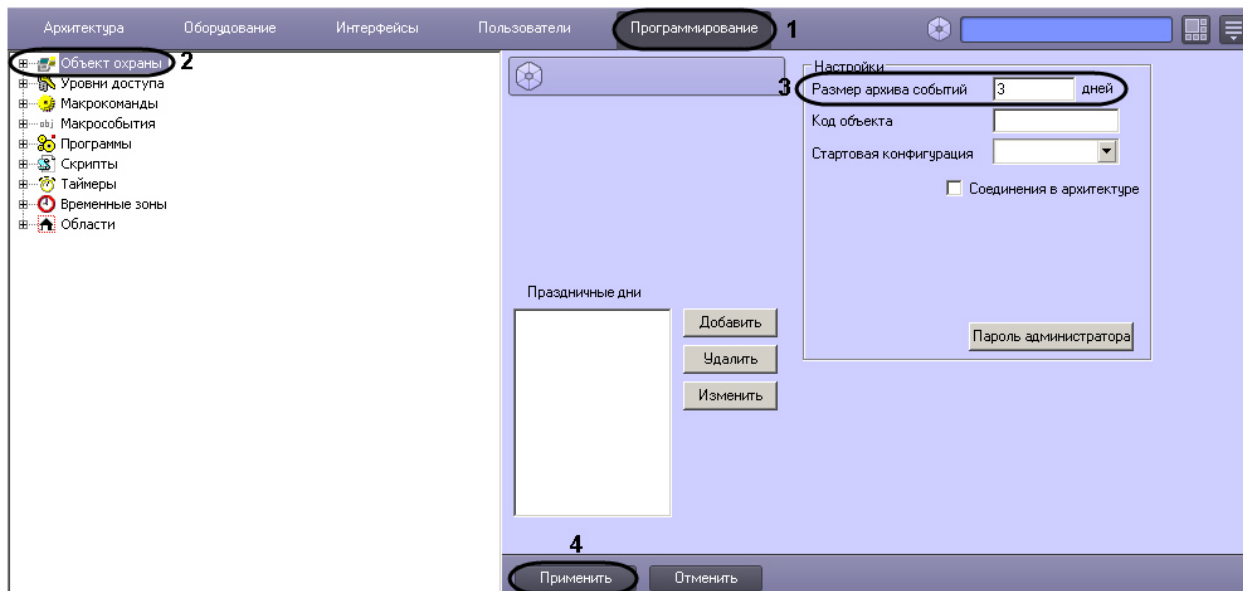 Архитектура Оборудование Интерфейсы Пользователи Программирование 1
Объект охраны 2
Уровни доступа
Макрокоманды
obj Макрособытия
Программы
Скрипты
Таймеры
Временные зоны
Области
Настройки
3 Размер архива событий 3 дней
Код объекта
Стартовая конфигурация
Соединения в архитектуре
Пароль администратора
Праздничные дни
Добавить
Удалить
Изменить
4
Применить Отменить